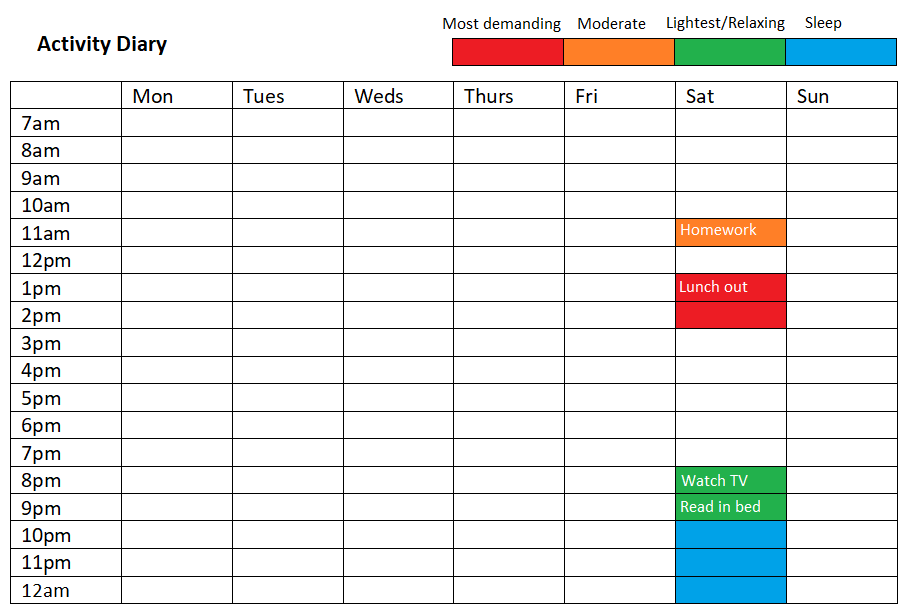 Most demanding Moderate Lightest/Relaxing Sleep
Activity Diary
Mon Tues Weds Thurs Fri Sat Sun
7am
8am
9am
10am
11am Homework
12pm
1pm Lunch out
2pm
3pm
4pm
5pm
6pm
7pm
8pm Watch TV
9pm Read in bed
10pm
11pm
12am